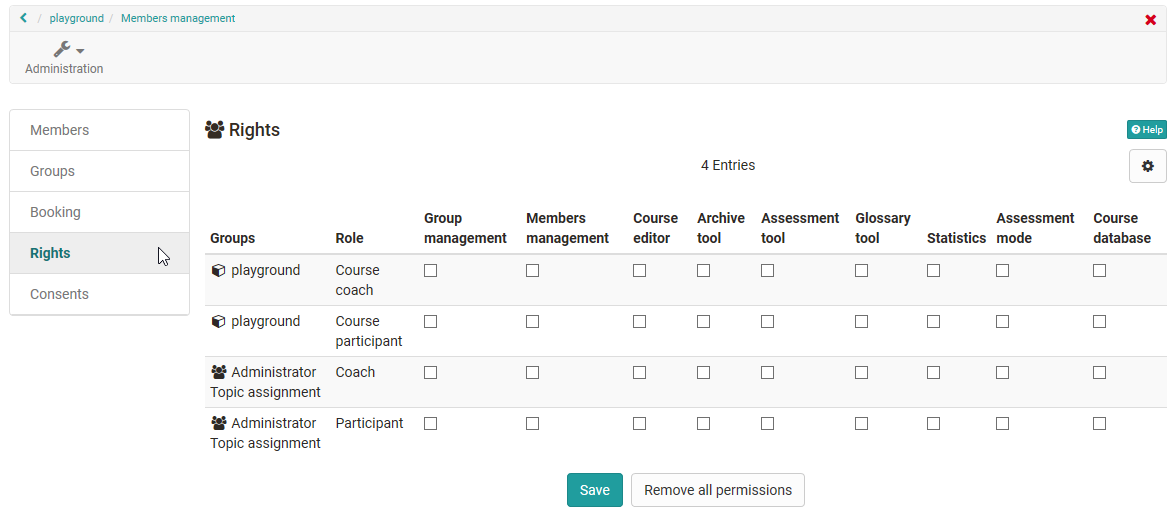 / playground / Members management
Administration
Members
Groups
Booking
Rights
Consents
Rights
Help
4 Entries
Groups Role Group management Members management Course editor Archive tool Assessment tool Glossary tool Statistics Assessment mode Course database
playground Course coach
playground Course participant
Administrator Topic assignment Coach
Administrator Topic assignment Participant
Save Remove all permissions